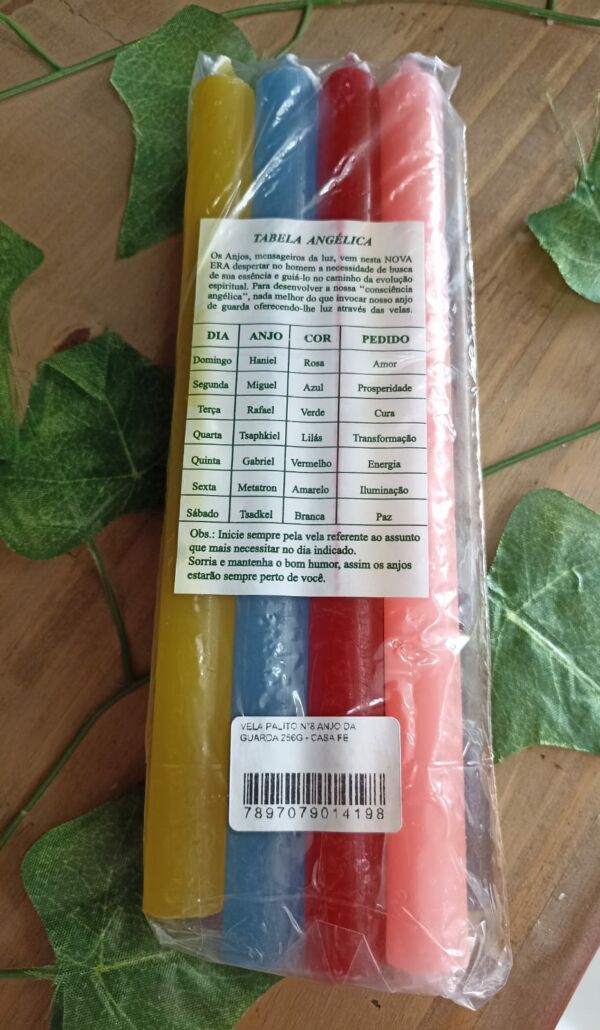 TABELA ANGÉLICA
Os Anjos, mensageiros da luz, vem nesta NOVA
ERA despertar no homem a necessidade de busca
de sua essência e guiá-lo no caminho da evolução
espiritual. Para desenvolver a nossa "consciência
angélica", nada melhor do que invocar nosso anjo
de guarda oferecendo-lhe luz através das velas.
DIA ANJO COR PEDIDO
Domingo Haniel Rosa Amor
Segunda Miguel Azul Prosperidade
Terça Rafael Verde Cura
Quarta Tsaphkiel Lilás Transformação
Quinta Gabriel Vermelho Energia
Sexta Metatron Amarelo Iluminação
Sábado Tsadkel Branca Paz
Obs.: Inicie sempre pela vela referente ao assunto
que mais necessitar no dia indicado.
Sorria e mantenha o bom humor, assim os anjos
estarão sempre perto de você.
VELA PALITO N°8 ANJO DA
GUARDA 256G - CASA FE
7897079014198